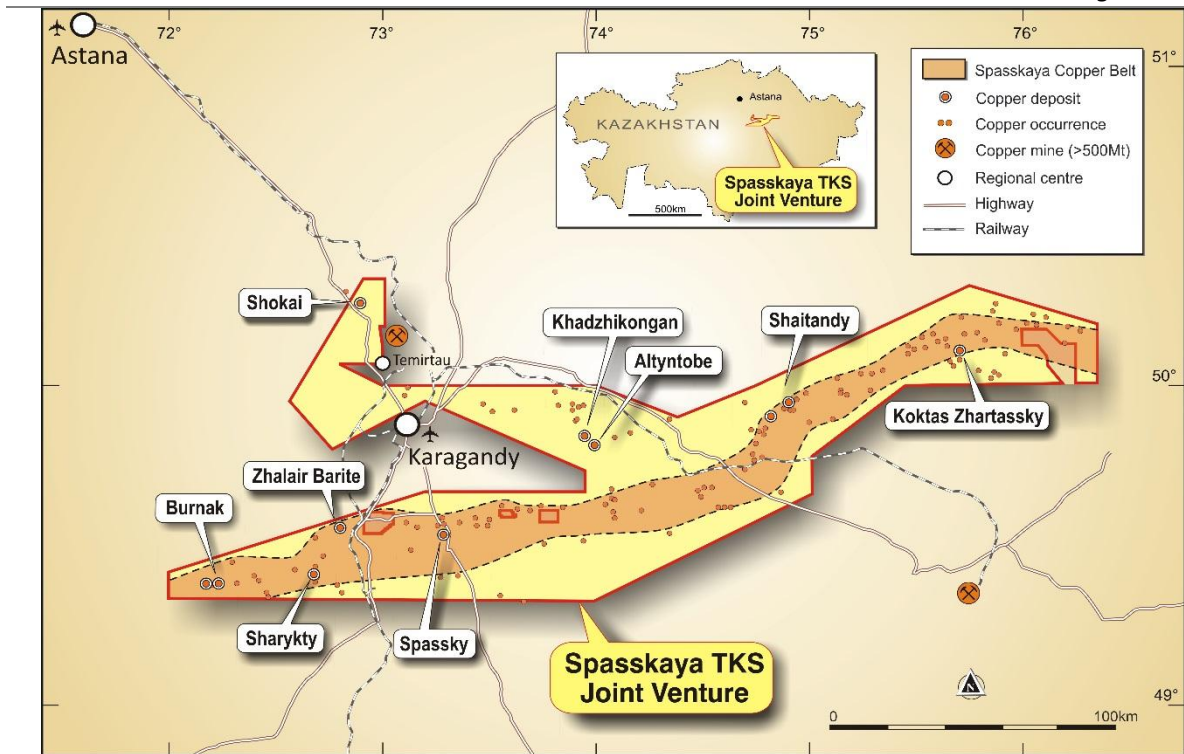 72°
73°
74°
75°
76°
51°
Astana
Spasskaya Copper Belt
Copper deposit
Copper occurrence
Copper mine (>500Mt)
Regional centre
Highway
Railway
Astana
KAZAKHSTAN
Spasskaya TKS
Joint Venture
500km
Shokai
Temirtau
Khadzhikongan
Shaitandy
Altyntobe
50°
Koktas Zhartassky
Karagandy
Zhalair Barite
Burnak
Sharykty
Spassky
Spasskaya TKS
Joint Venture
N
49°
0
100km